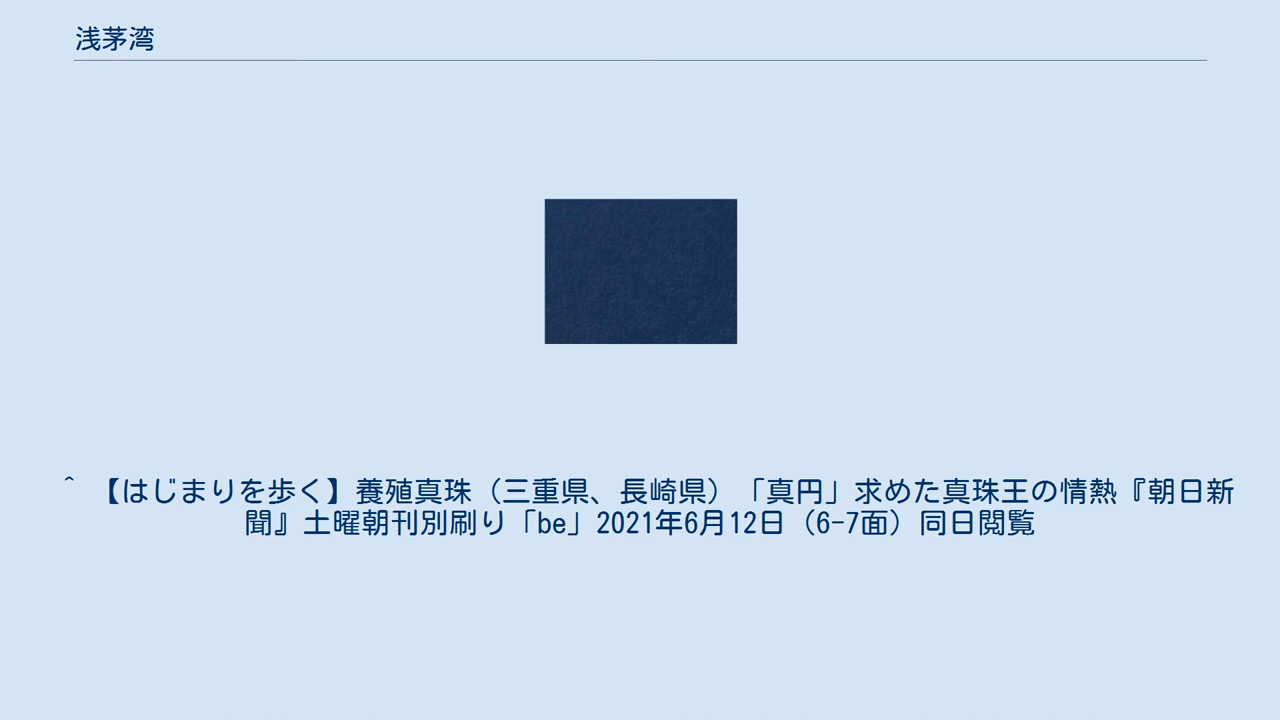 浅茅湾
^ 【はじまりを歩く】養殖真珠（三重県、長崎県）「真円」求めた真珠王の情熱『朝日新
聞』土曜朝刊別刷り「be」2021年6月12日（6-7面）同日閲覧